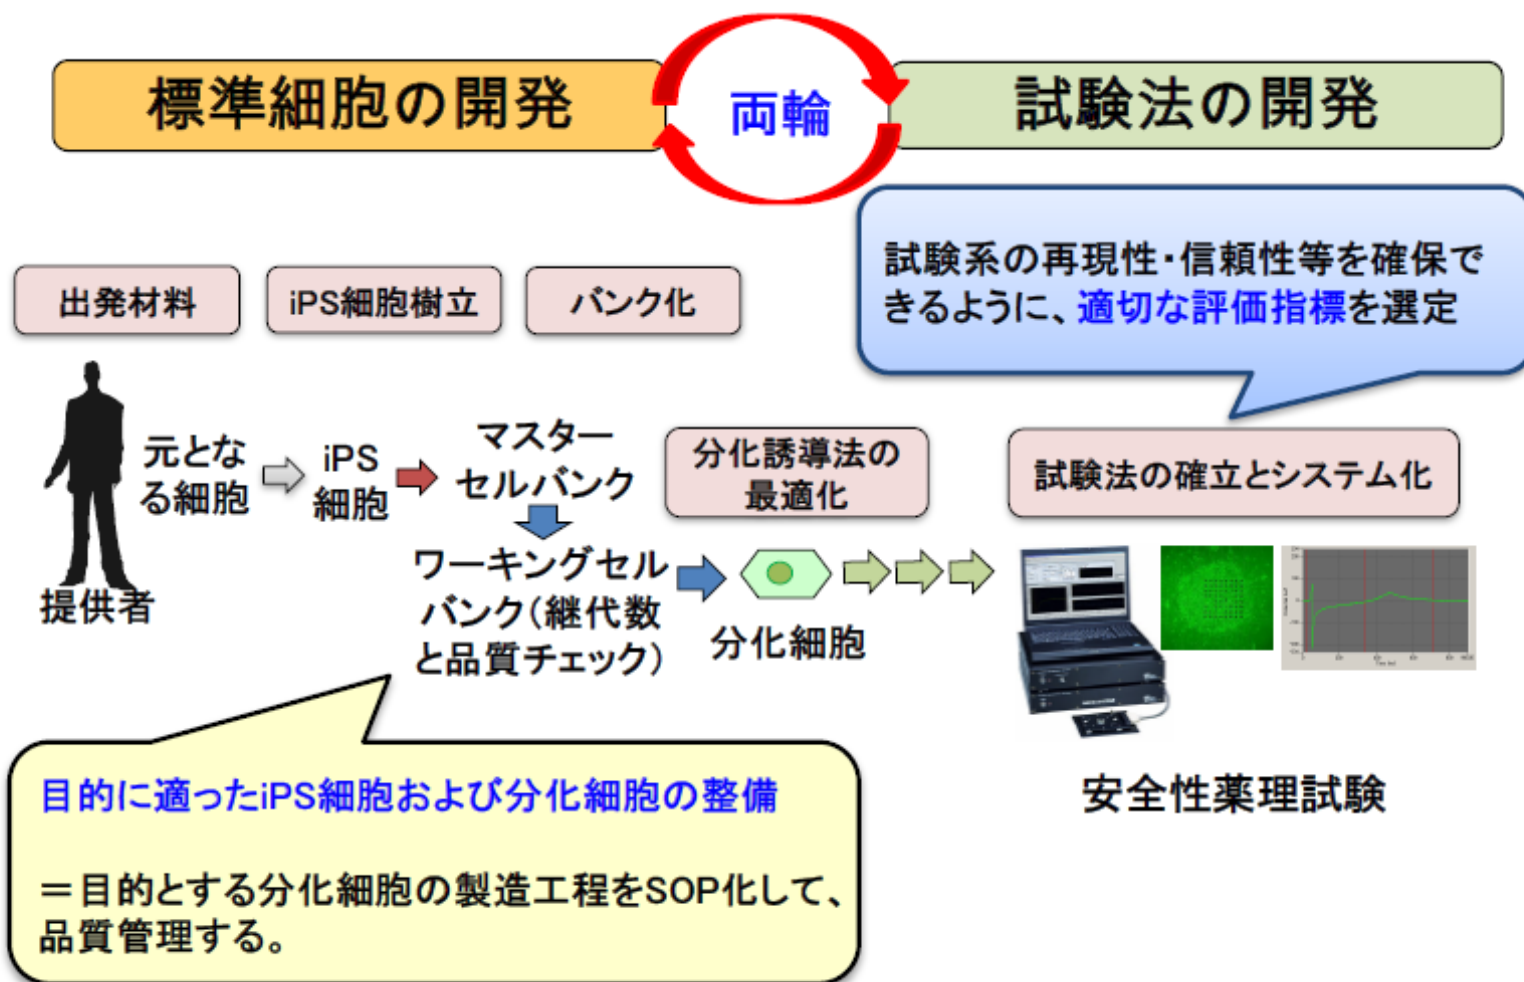 標準細胞の開発
両輪
試験法の開発
試験系の再現性・信頼性等を確保で
きるように、適切な評価指標を選定
出発材料
iPS細胞樹立
バンク化
元とな
る細胞
iPS
細胞
マスター
セルバンク
分化誘導法の
最適化
試験法の確立とシステム化
ワーキングセル
バンク(継代数
と品質チェック)
提供者
分化細胞
目的に適ったiPS細胞および分化細胞の整備
＝目的とする分化細胞の製造工程をSOP化して、
品質管理する。
安全性薬理試験